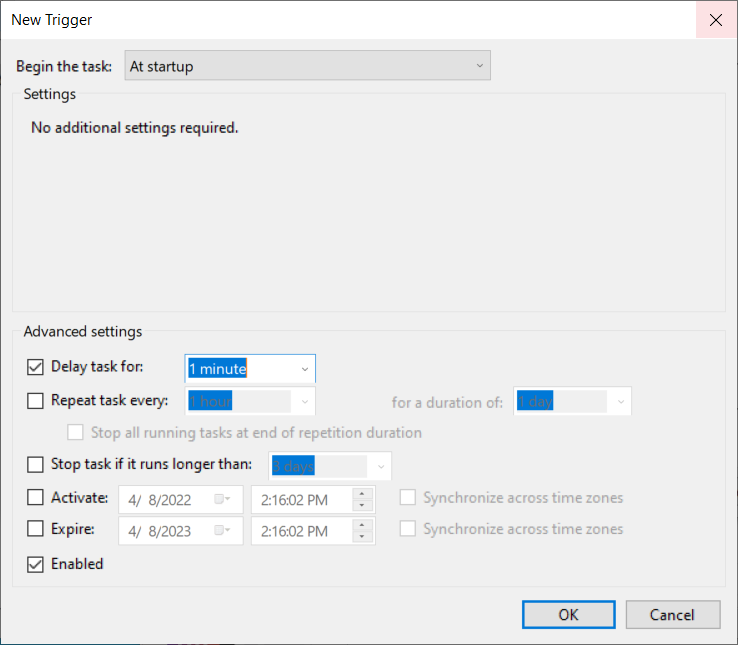 New Trigger
Begin the task: At startup
Settings
No additional settings required.
Advanced settings
Delay task for: 1 minute
Repeat task every: 1 hour for a duration of: 1 day
Stop all running tasks at end of repetition duration
Stop task if it runs longer than: 3 days
Activate: 4/ 8/2022 2:16:02 PM Synchronize across time zones
Expire: 4/ 8/2023 2:16:02 PM Synchronize across time zones
Enabled
OK Cancel